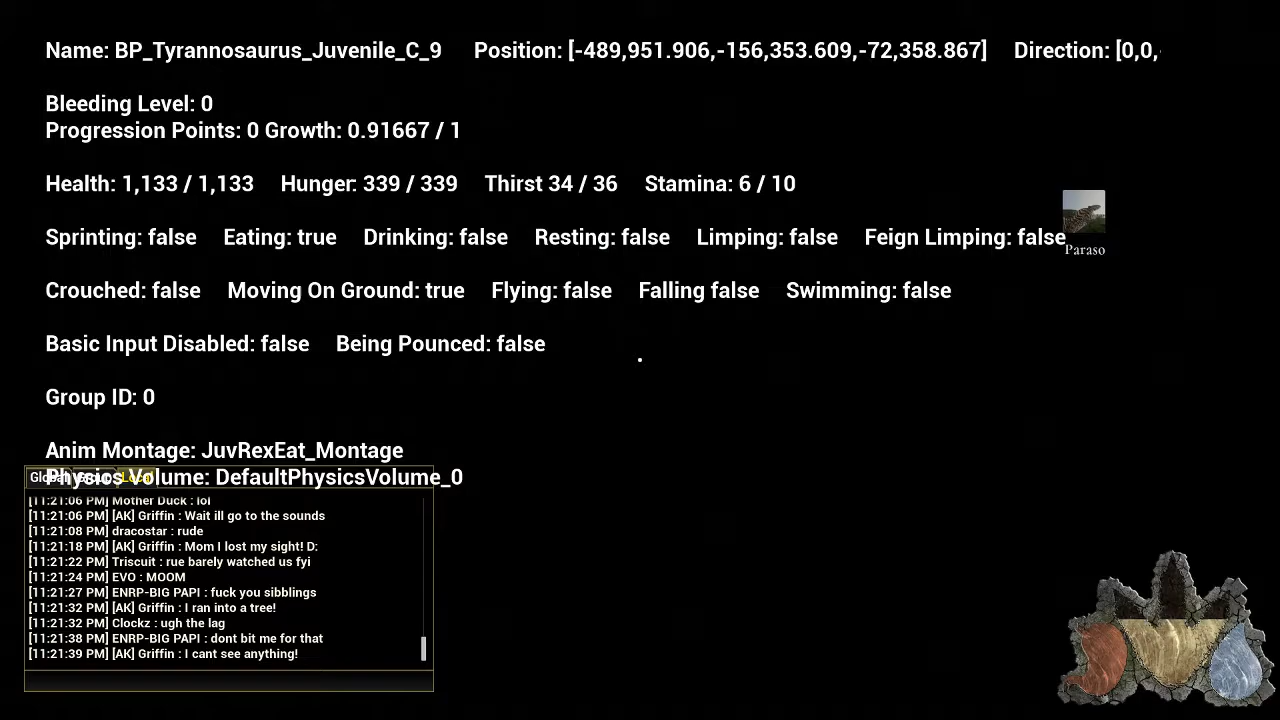 Name: BP_Tyrannosaurus_Juvenile_C_9 Position: [-489,951.906,-156,353.609,-72,358.867] Direction: [0,0,
Bleeding Level: 0
Progression Points: 0 Growth: 0.91667 / 1
Health: 1,133 / 1,133 Hunger: 339 / 339 Thirst 34 / 36 Stamina: 6 / 10
Sprinting: false Eating: true Drinking: false Resting: false Limping: false Feign Limping: false
Paraso
Crouched: false Moving On Ground: true Flying: false Falling false Swimming: false
Basic Input Disabled: false Being Pounced: false
Group ID: 0
Anim Montage: JuvRexEat_Montage
Physics Volume: DefaultPhysicsVolume_0
Global Group Local
[11:21:06 PM] Mother Duck : lol
[11:21:06 PM] [AK] Griffin : Wait ill go to the sounds
[11:21:08 PM] dracostar : rude
[11:21:18 PM] [AK] Griffin : Mom I lost my sight! D:
[11:21:22 PM] Triscuit : rue barely watched us fyi
[11:21:24 PM] EVO : MOOM
[11:21:27 PM] ENRP-BIG PAPI : fuck you sibblings
[11:21:32 PM] [AK] Griffin : I ran into a tree!
[11:21:32 PM] Clockz : ugh the lag
[11:21:38 PM] ENRP-BIG PAPI : dont bit me for that
[11:21:39 PM] [AK] Griffin : I cant see anything!